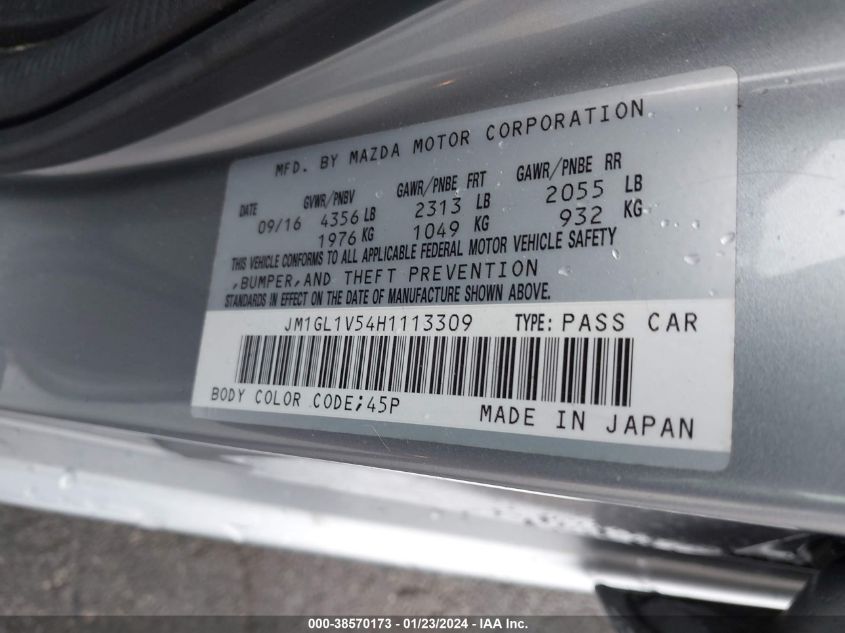 MFD. BY MAZDA MOTOR CORPORATION
DATE GVWR/PNBV GAWR/PNBE FRT GAWR/PNBE RR
09/16 4356 LB 2313 LB 2055 LB
1976 KG 1049 KG 932 KG
THIS VEHICLE CONFORMS TO ALL APPLICABLE FEDERAL MOTOR VEHICLE SAFETY
,BUMPER,AND THEFT PREVENTION
STANDARDS IN EFFECT ON THE DATE OF MANUFACTURE SHOWN ABOVE.
JM1GL1V54H1113309 TYPE: PASS CAR
BODY COLOR CODE;45P MADE IN JAPAN
000-38570173 - 01/23/2024 - IAA Inc.